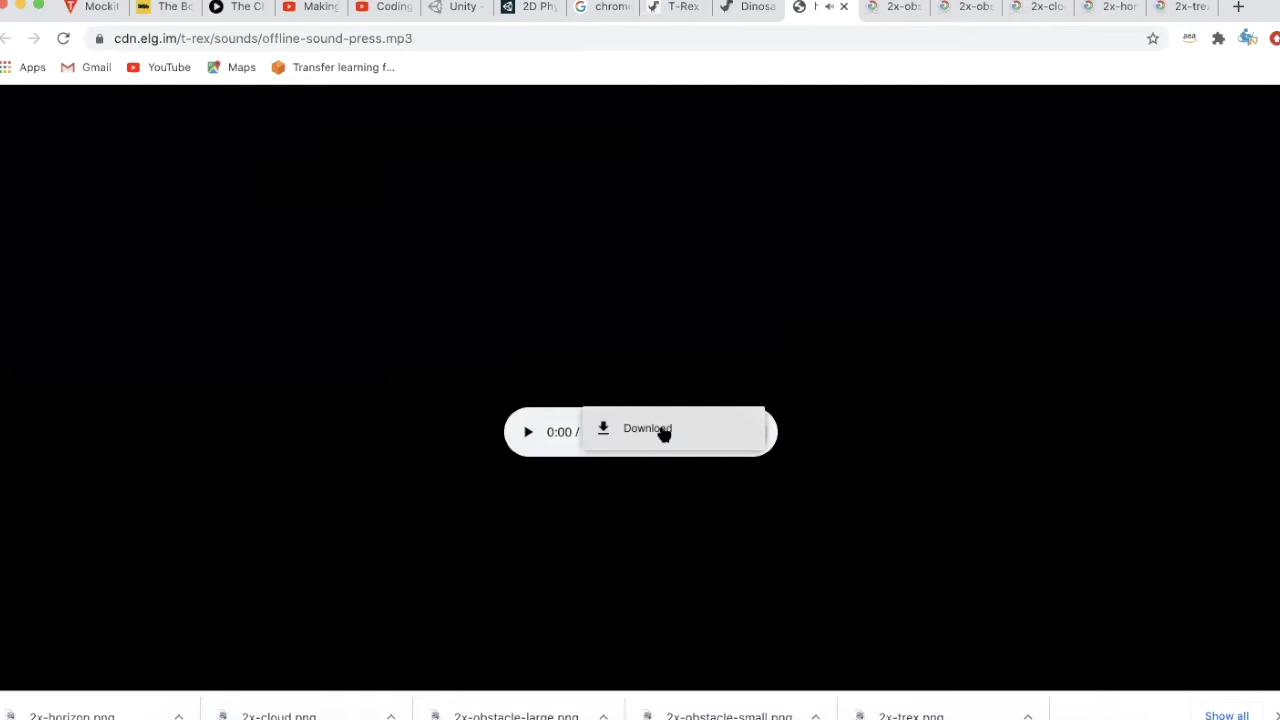 Mockit The Bo The Cl Making Coding Unity - 2D Phy chrome T-Rex Dinosa 2x-obs 2x-obs 2x-clo 2x-hor 2x-trex
cdn.elg.im/t-rex/sounds/offline-sound-press.mp3
Apps Gmail YouTube Maps Transfer learning f...
0:00 / Download
2x-horizon.png 2x-cloud.png 2x-obstacle-large.png 2x-obstacle-small.png 2x-trex.png Show all